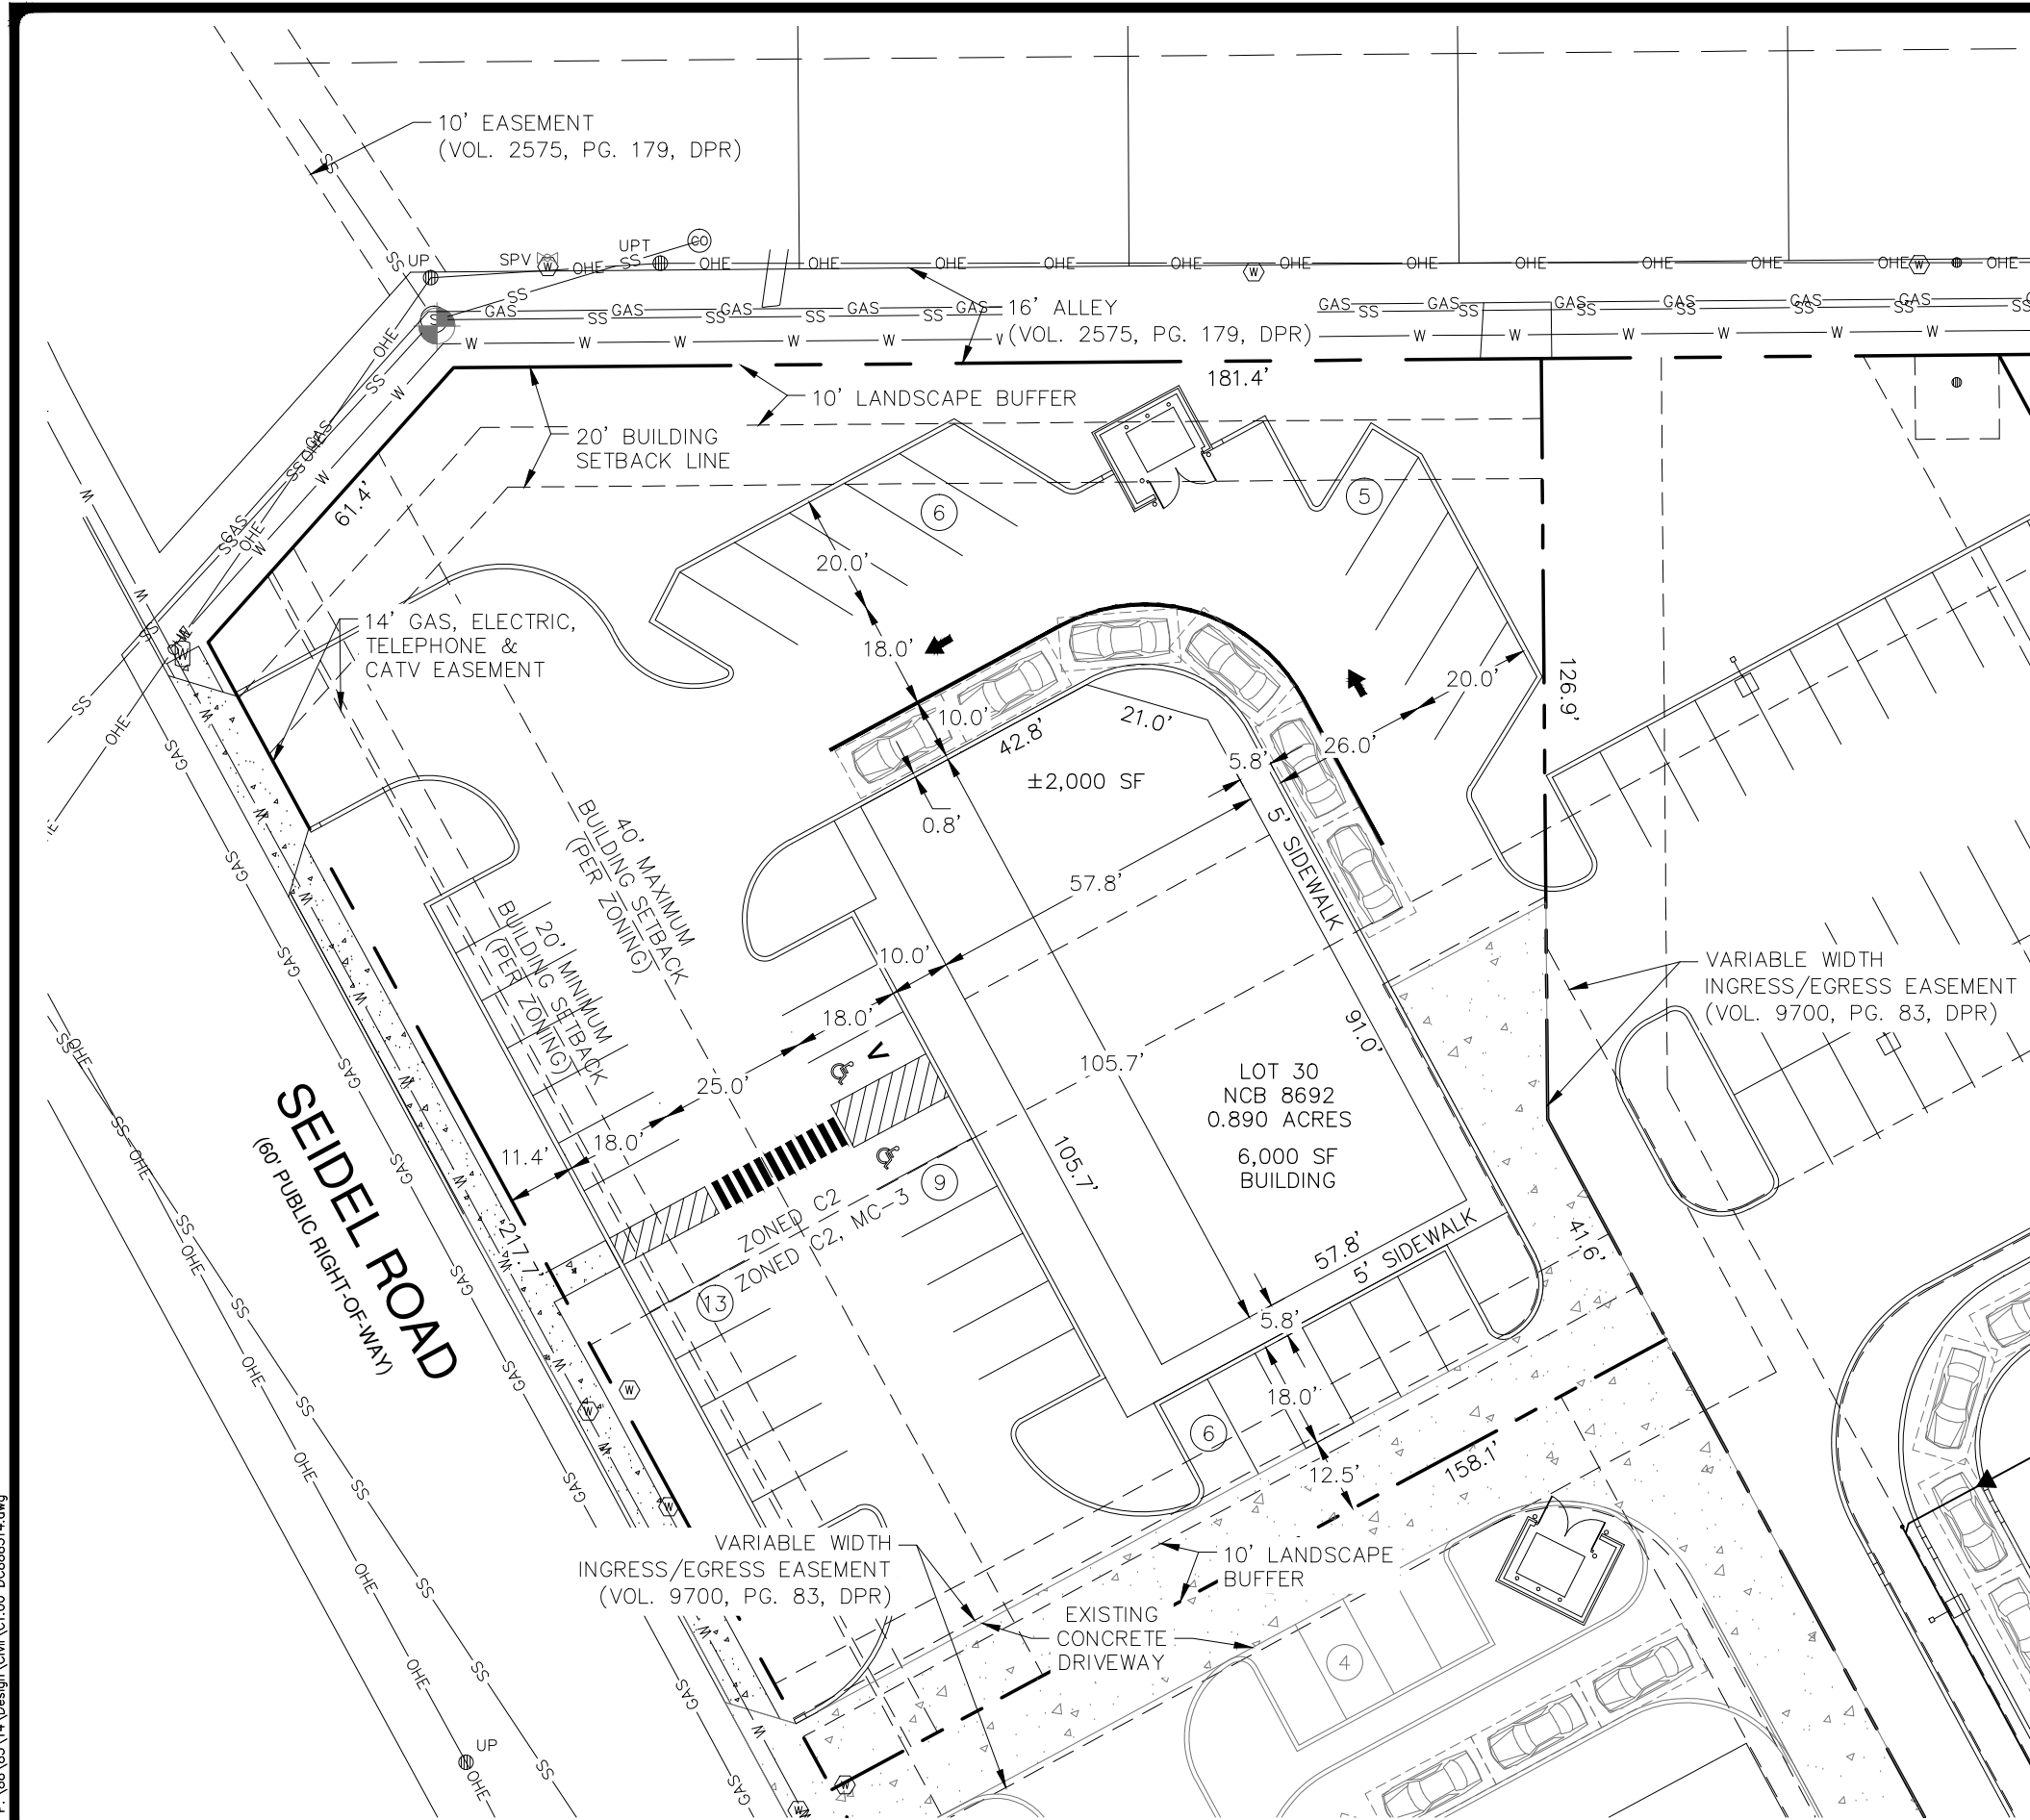 10' EASEMENT
(VOL. 2575, PG. 179, DPR)
UP
SPV
W
UPT
CO
OHE
SS
GAS
W
16' ALLEY
(VOL. 2575, PG. 179, DPR)
181.4'
10' LANDSCAPE BUFFER
20' BUILDING
SETBACK LINE
61.4'
6
5
20.0'
18.0'
14' GAS, ELECTRIC,
TELEPHONE &
CATV EASEMENT
126.9'
20.0'
10.0'
42.8'
21.0'
26.0'
5.8'
±2,000 SF
0.8'
5' SIDEWALK
57.8'
40' MAXIMUM
BUILDING SETBACK
(PER ZONING)
20' MINIMUM
BUILDING SETBACK
(PER ZONING)
10.0'
18.0'
25.0'
18.0'
11.4'
V
VARIABLE WIDTH
INGRESS/EGRESS EASEMENT
(VOL. 9700, PG. 83, DPR)
91.0'
105.7'
105.7'
LOT 30
NCB 8692
0.890 ACRES
6,000 SF
BUILDING
SEIDEL ROAD
(60' PUBLIC RIGHT-OF-WAY)
217.7'
9
ZONED C2
ZONED C2, MC-3
13
57.8'
5' SIDEWALK
5.8'
41.6'
18.0'
6
12.5'
158.1'
VARIABLE WIDTH
INGRESS/EGRESS EASEMENT
(VOL. 9700, PG. 83, DPR)
10' LANDSCAPE
BUFFER
EXISTING
CONCRETE
DRIVEWAY
4
UP